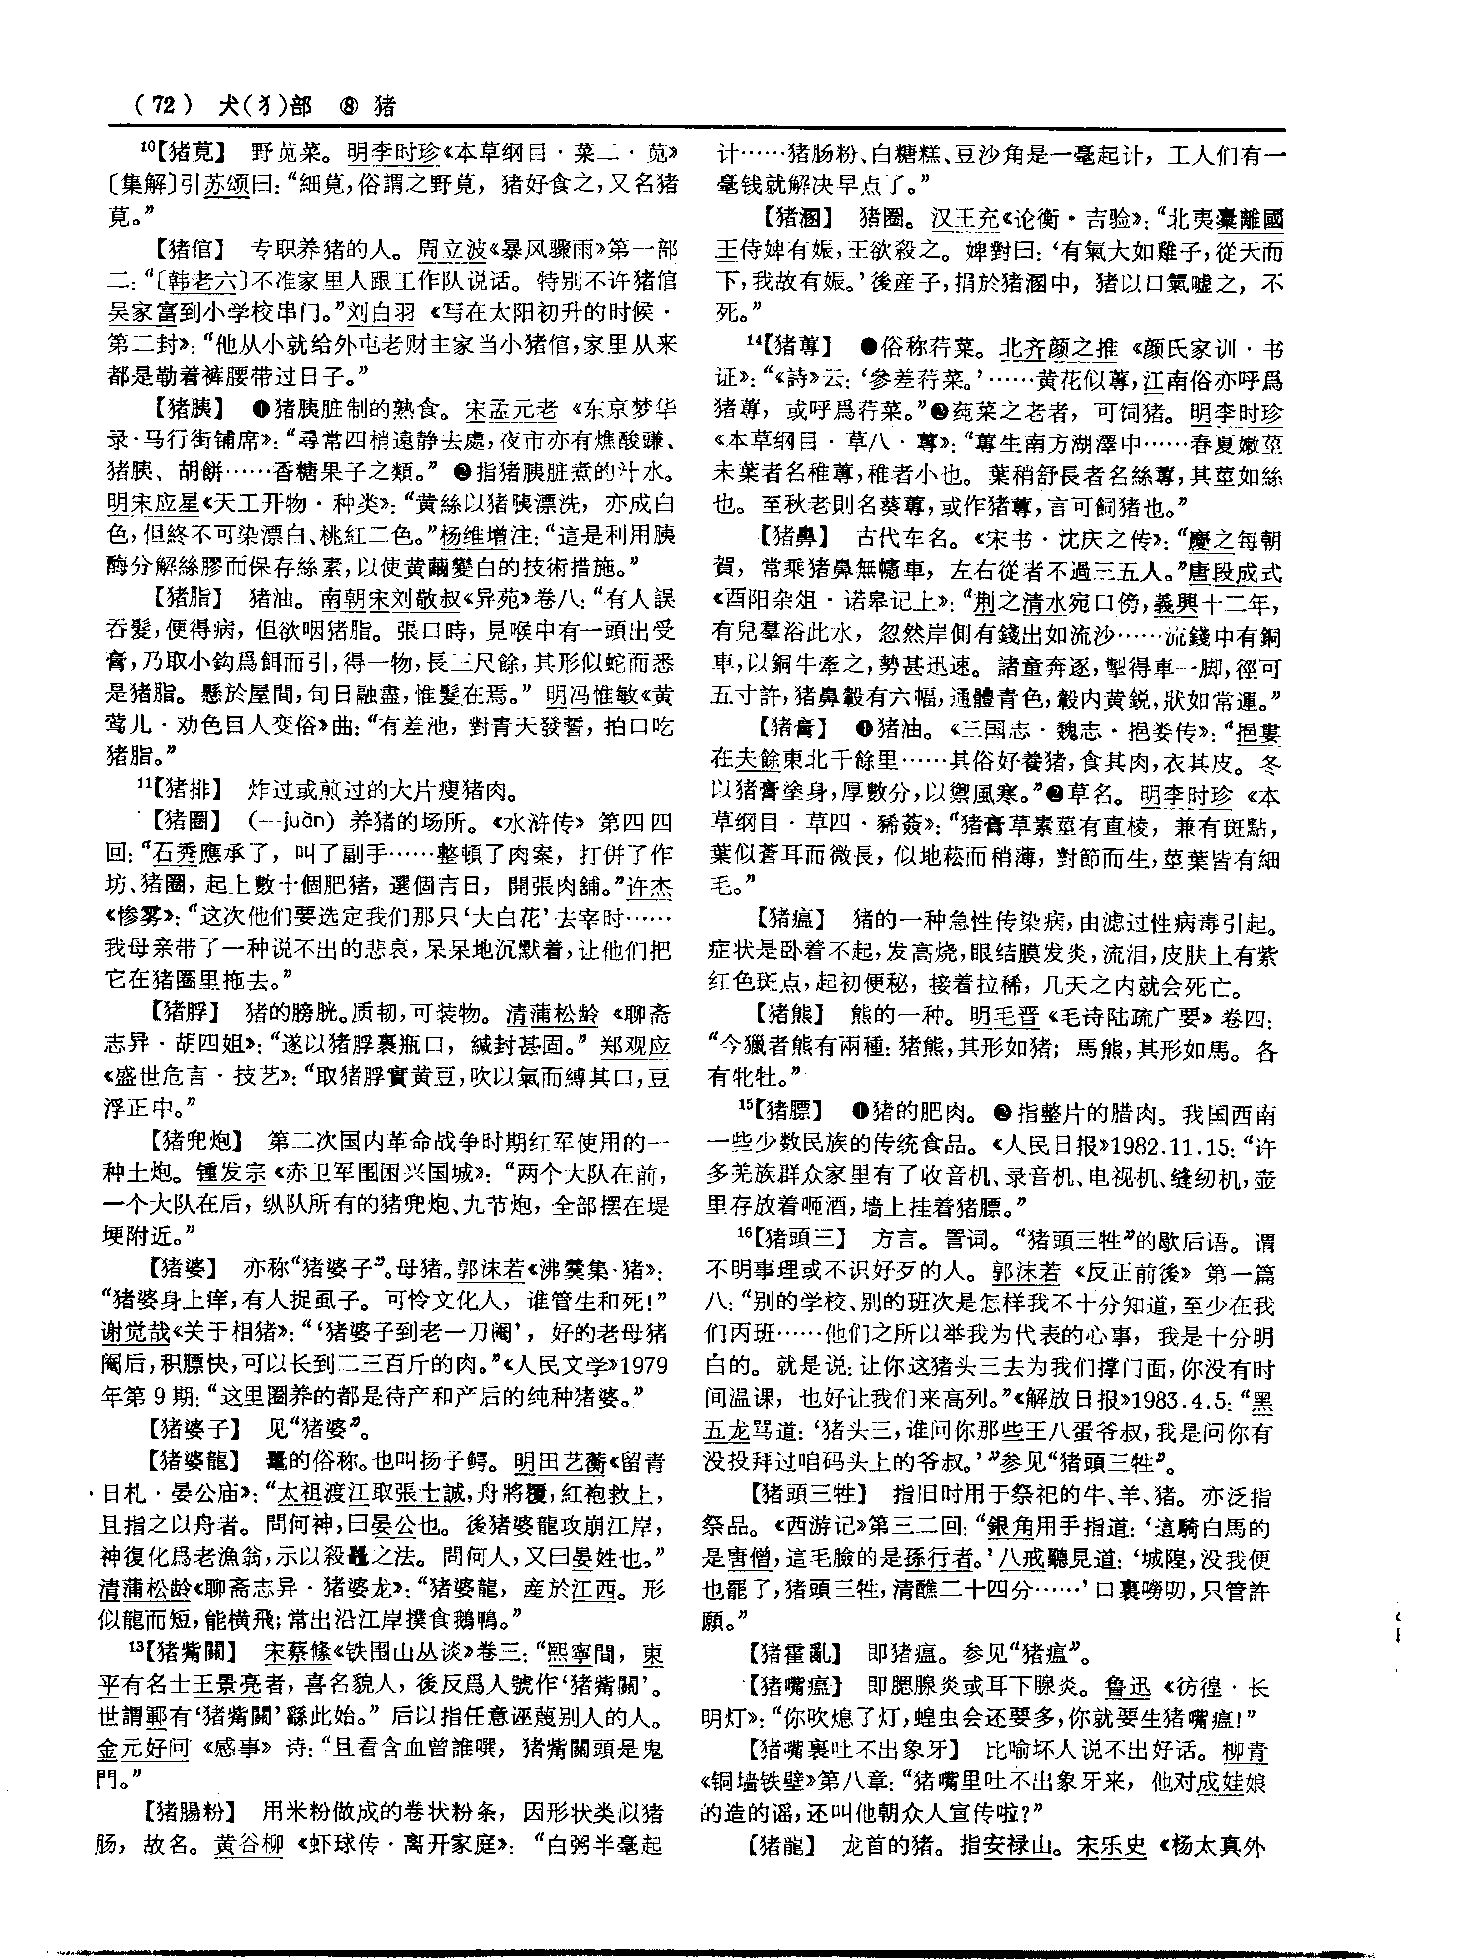 （72） 犬(犭)部 ⑧ 猪
10【猪莧】 野苋菜。明李时珍《本草纲目·菜二·苋》
〔集解〕引苏颂曰：“細莧，俗謂之野莧，猪好食之，又名猪
莧。”
【猪倌】 专职养猪的人。周立波《暴风骤雨》第一部
二：“〔韩老六〕不准家里人跟工作队说话。特别不许猪倌
吴家富到小学校串门。”刘白羽《写在太阳初升的时候·
第二封》：“他从小就给外屯老财主家当小猪倌，家里从来
都是勒着裤腰带过日子。”
【猪胰】 ❶猪胰脏制的熟食。宋孟元老《东京梦华
录·马行街铺席》：“尋常四梢遠静去處，夜市亦有燋酸豏、
猪胰、胡餅……香糖果子之類。”❷指猪胰脏煮的汁水。
明宋应星《天工开物·种类》：“黄絲以猪胰漂洗，亦成白
色，但終不可染漂白、桃紅二色。”杨维增注：“這是利用胰
酶分解絲膠而保存絲素，以使黄繭變白的技術措施。”
【猪脂】 猪油。南朝宋刘敬叔《异苑》卷八：“有人誤
吞髮，便得病，但欲咽猪脂。張口時，見喉中有一頭出受
膏，乃取小鈎爲餌而引，得一物，長三尺餘，其形似蛇而悉
是猪脂。懸於屋間，旬日融盡，惟髮在焉。”明冯惟敏《黄
莺儿·劝色目人变俗》曲：“有差池，對青天發誓，拍口吃
猪脂。”
11【猪排】 炸过或煎过的大片瘦猪肉。
【猪圈】 (—juàn) 养猪的场所。《水浒传》第四四
回：“石秀應承了，叫了副手……整頓了肉案，打併了作
坊、猪圈，起上數十個肥猪，選個吉日，開張肉舖。”许杰
《惨雾》：“这次他们要选定我们那只‘大白花’去宰时……
我母亲带了一种说不出的悲哀，呆呆地沉默着，让他们把
它在猪圈里拖去。”
【猪脬】 猪的膀胱。质韧，可装物。清蒲松龄《聊斋
志异·胡四姐》：“遂以猪脬裹瓶口，緘封甚固。”郑观应
《盛世危言·技艺》：“取猪脬實黄豆，吹以氣而縛其口，豆
浮正中。”
【猪兜炮】 第二次国内革命战争时期红军使用的一
种土炮。锺发宗《赤卫军围困兴国城》：“两个大队在前，
一个大队在后，纵队所有的猪兜炮、九节炮，全部摆在堤
埂附近。”
【猪婆】 亦称“猪婆子”。母猪。郭沫若《沸羹集·猪》：
“猪婆身上痒，有人捉虱子。可怜文化人，谁管生和死！”
谢觉哉《关于相猪》：“‘猪婆子到老一刀阉’，好的老母猪
阉后，积膘快，可以长到二三百斤的肉。”《人民文学》1979
年第9期：“这里圈养的都是待产和产后的纯种猪婆。”
【猪婆子】 见“猪婆”。
【猪婆龍】 鼍的俗称。也叫扬子鳄。明田艺蘅《留青
日札·晏公庙》：“太祖渡江取張士誠，舟將覆，紅袍救上，
且指之以舟者。問何神，曰晏公也。後猪婆龍攻崩江岸，
神復化爲老漁翁，示以殺鼉之法。問何人，又曰晏姓也。”
清蒲松龄《聊斋志异·猪婆龙》：“猪婆龍，産於江西。形
似龍而短，能横飛；常出沿江岸撲食鵝鴨。”
13【猪觜關】 宋蔡絛《铁围山丛谈》卷三：“熙寧間，東
平有名士王景亮者，喜名貌人，後反爲人號作‘猪觜關’。
世謂鄆有‘猪觜關’繇此始。”后以指任意诬蔑别人的人。
金元好问《感事》诗：“且看含血曾誰噀，猪觜關頭是鬼
門。”
【猪腸粉】 用米粉做成的卷状粉条，因形状类似猪
肠，故名。黄谷柳《虾球传·离开家庭》：“白粥半毫起
计……猪肠粉、白糖糕、豆沙角是一毫起计，工人们有一
毫钱就解决早点了。”
【猪溷】 猪圈。汉王充《论衡·吉验》：“北夷橐離國
王侍婢有娠，王欲殺之。婢對曰：‘有氣大如雞子，從天而
下，我故有娠。’後産子，捐於猪溷中，猪以口氣嘘之，不
死。”
14【猪蓴】 ❶俗称荇菜。北齐颜之推《颜氏家训·书
证》：“《詩》云：‘參差荇菜。’……黄花似蓴，江南俗亦呼爲
猪蓴，或呼爲荇菜。”❷莼菜之老者，可饲猪。明李时珍
《本草纲目·草八·蓴》：“蓴生南方湖澤中……春夏嫩莖
未葉者名稚蓴，稚者小也。葉稍舒長者名絲蓴，其莖如絲
也。至秋老則名葵蓴，或作猪蓴，言可飼猪也。”
【猪鼻】 古代车名。《宋书·沈庆之传》：“慶之每朝
賀，常乘猪鼻無幰車，左右從者不過三五人。”唐段成式
《酉阳杂俎·诺皋记上》：“荆之清水宛口傍，義興十二年，
有兒羣浴此水，忽然岸側有錢出如流沙……流錢中有銅
車，以銅牛牽之，勢甚迅速。諸童奔逐，掣得車一脚，徑可
五寸許，猪鼻轂有六幅，通體青色，轂内黄鋭，狀如常運。”
【猪膏】 ❶猪油。《三国志·魏志·挹娄传》：“挹婁
在夫餘東北千餘里……其俗好養猪，食其肉，衣其皮。冬
以猪膏塗身，厚數分，以禦風寒。”❷草名。明李时珍《本
草纲目·草四·豨莶》：“猪膏草素莖有直棱，兼有斑點，
葉似蒼耳而微長，似地菘而稍薄，對節而生，莖葉皆有細
毛。”
【猪瘟】 猪的一种急性传染病，由滤过性病毒引起。
症状是卧着不起，发高烧，眼结膜发炎，流泪，皮肤上有紫
红色斑点，起初便秘，接着拉稀，几天之内就会死亡。
【猪熊】 熊的一种。明毛晋《毛诗陆疏广要》卷四：
“今獵者熊有兩種：猪熊，其形如猪；馬熊，其形如馬。各
有牝牡。”
15【猪膘】 ❶猪的肥肉。❷指整片的腊肉。我国西南
一些少数民族的传统食品。《人民日报》1982.11.15：“许
多羌族群众家里有了收音机、录音机、电视机、缝纫机，壶
里存放着咂酒，墙上挂着猪膘。”
16【猪頭三】 方言。詈词。“猪頭三牲”的歇后语。谓
不明事理或不识好歹的人。郭沫若《反正前後》第一篇
八：“别的学校、别的班次是怎样我不十分知道，至少在我
们丙班……他们之所以举我为代表的心事，我是十分明
白的。就是说：让你这猪头三去为我们撑门面，你没有时
间温课，也好让我们来高列。”《解放日报》1983.4.5：“黑
五龙骂道：‘猪头三，谁问你那些王八蛋爷叔，我是问你有
没投拜过咱码头上的爷叔。’”参见“猪頭三牲”。
【猪頭三牲】 指旧时用于祭祀的牛、羊、猪。亦泛指
祭品。《西游记》第三二回：“銀角用手指道：‘這騎白馬的
是唐僧，這毛臉的是孫行者。’八戒聽見道：‘城隍，没我便
也罷了，猪頭三牲，清醮二十四分……’口裏嘮叨，只管許
願。”
【猪霍亂】 即猪瘟。参见“猪瘟”。
【猪嘴瘟】 即腮腺炎或耳下腺炎。鲁迅《彷徨·长
明灯》：“你吹熄了灯，蝗虫会还要多，你就要生猪嘴瘟！”
【猪嘴裏吐不出象牙】 比喻坏人说不出好话。柳青
《铜墙铁壁》第八章：“猪嘴里吐不出象牙来，他对成娃娘
的造的谣，还叫他朝众人宣传啦？”
【猪龍】 龙首的猪。指安禄山。宋乐史《杨太真外